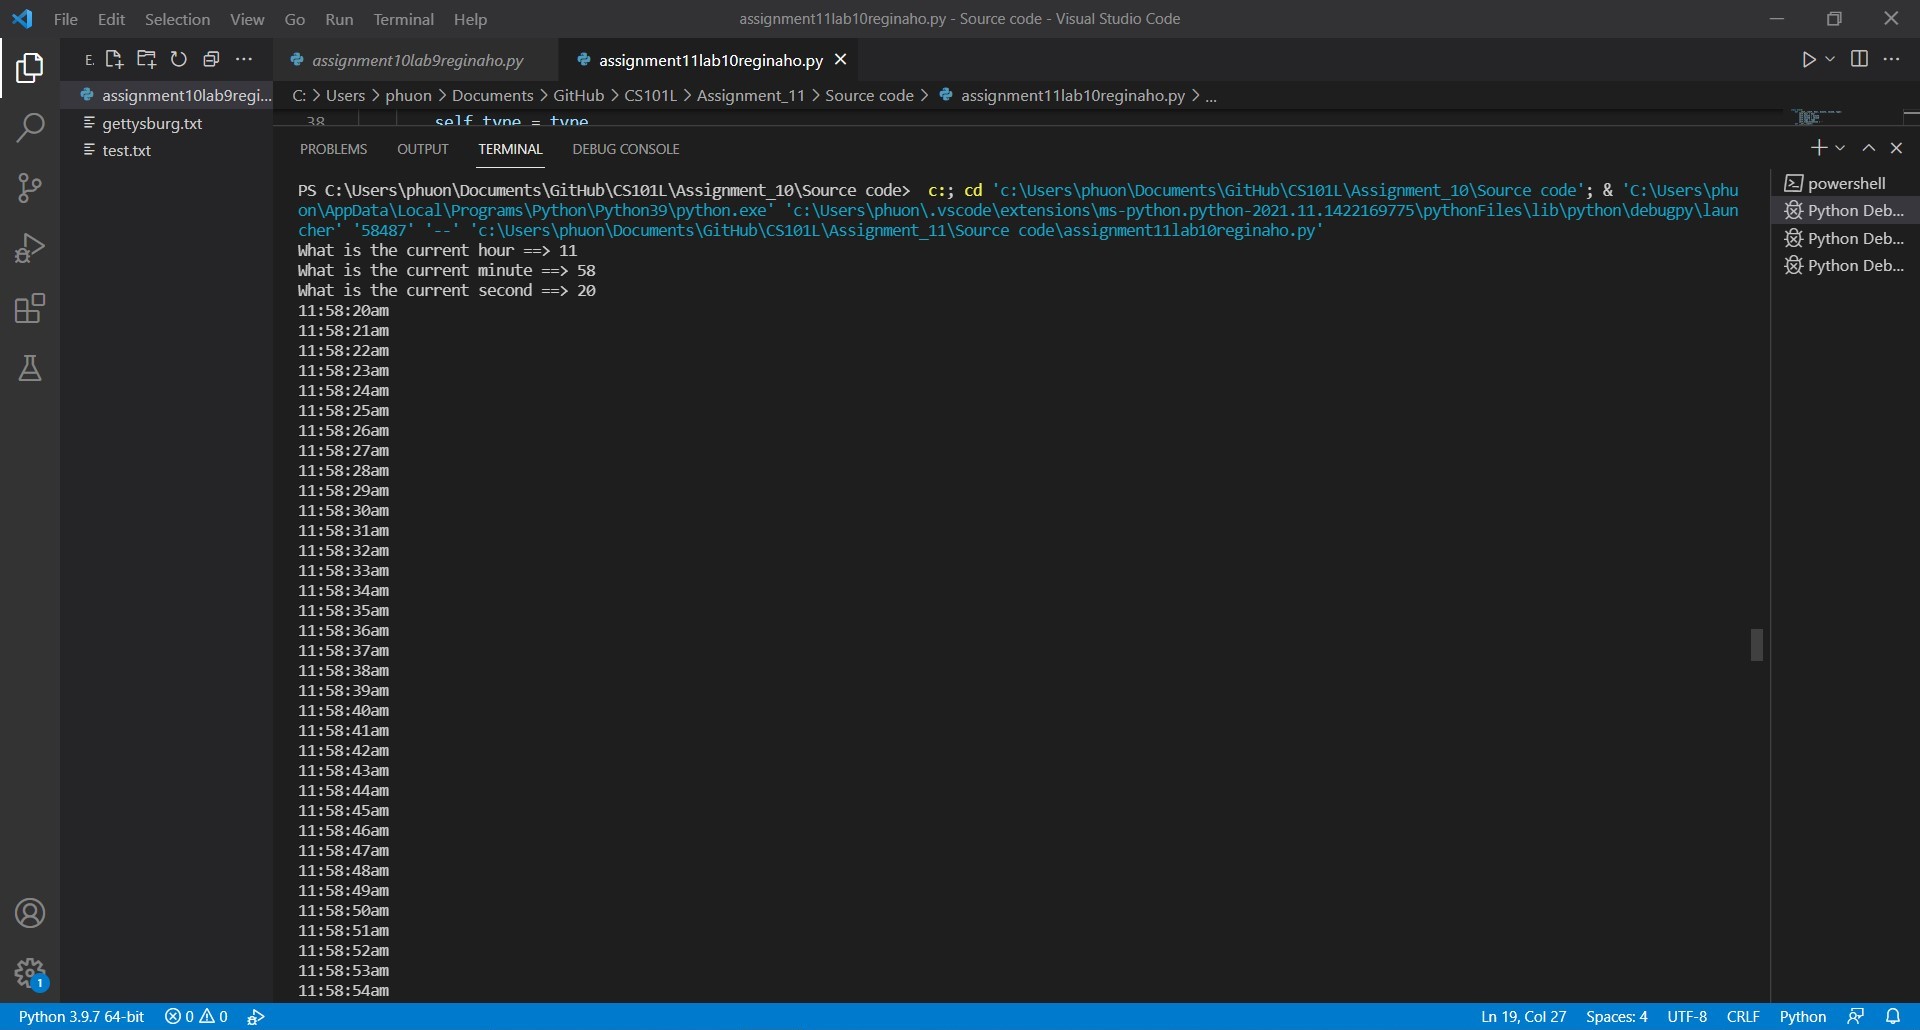 File Edit Selection View Go Run Terminal Help
assignment11lab10reginaho.py - Source code - Visual Studio Code
E.
assignment10lab9reginaho.py
assignment11lab10reginaho.py
assignment10lab9regi...
gettysburg.txt
test.txt
C: > Users > phuon > Documents > GitHub > CS101L > Assignment_11 > Source code > assignment11lab10reginaho.py > ...
38 self.type = type
PROBLEMS OUTPUT TERMINAL DEBUG CONSOLE
PS C:\Users\phuon\Documents\GitHub\CS101L\Assignment_10\Source code>  c:; cd 'c:\Users\phuon\Documents\GitHub\CS101L\Assignment_10\Source code'; & 'C:\Users\phu
on\AppData\Local\Programs\Python\Python39\python.exe' 'c:\Users\phuon\.vscode\extensions\ms-python.python-2021.11.1422169775\pythonFiles\lib\python\debugpy\laun
cher' '58487' '--' 'c:\Users\phuon\Documents\GitHub\CS101L\Assignment_11\Source code\assignment11lab10reginaho.py'
What is the current hour ==> 11
What is the current minute ==> 58
What is the current second ==> 20
11:58:20am
11:58:21am
11:58:22am
11:58:23am
11:58:24am
11:58:25am
11:58:26am
11:58:27am
11:58:28am
11:58:29am
11:58:30am
11:58:31am
11:58:32am
11:58:33am
11:58:34am
11:58:35am
11:58:36am
11:58:37am
11:58:38am
11:58:39am
11:58:40am
11:58:41am
11:58:42am
11:58:43am
11:58:44am
11:58:45am
11:58:46am
11:58:47am
11:58:48am
11:58:49am
11:58:50am
11:58:51am
11:58:52am
11:58:53am
11:58:54am
powershell
Python Deb...
Python Deb...
Python Deb...
1
Python 3.9.7 64-bit 0 0
Ln 19, Col 27 Spaces: 4 UTF-8 CRLF Python